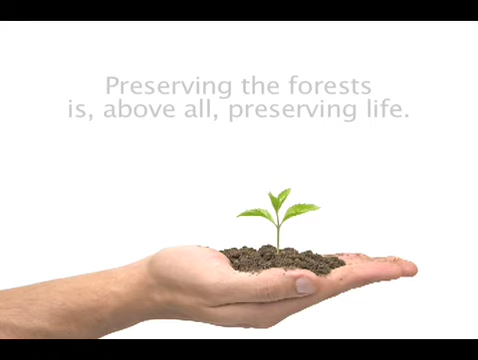 Preserving the forests
is, above all, preserving life.